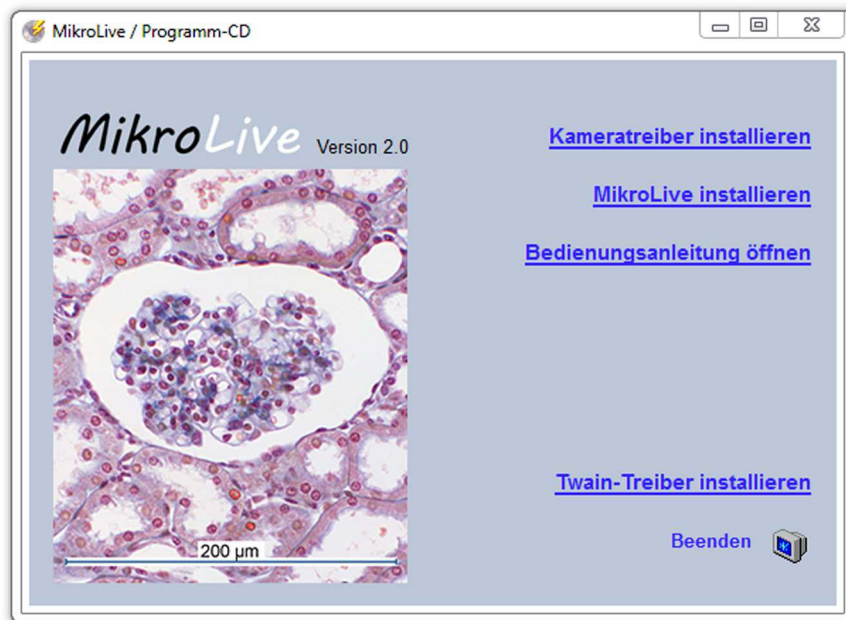 MikroLive / Programm-CD
MikroLive Version 2.0
Kameratreiber installieren
MikroLive installieren
Bedienungsanleitung öffnen
200 µm
Twain-Treiber installieren
Beenden